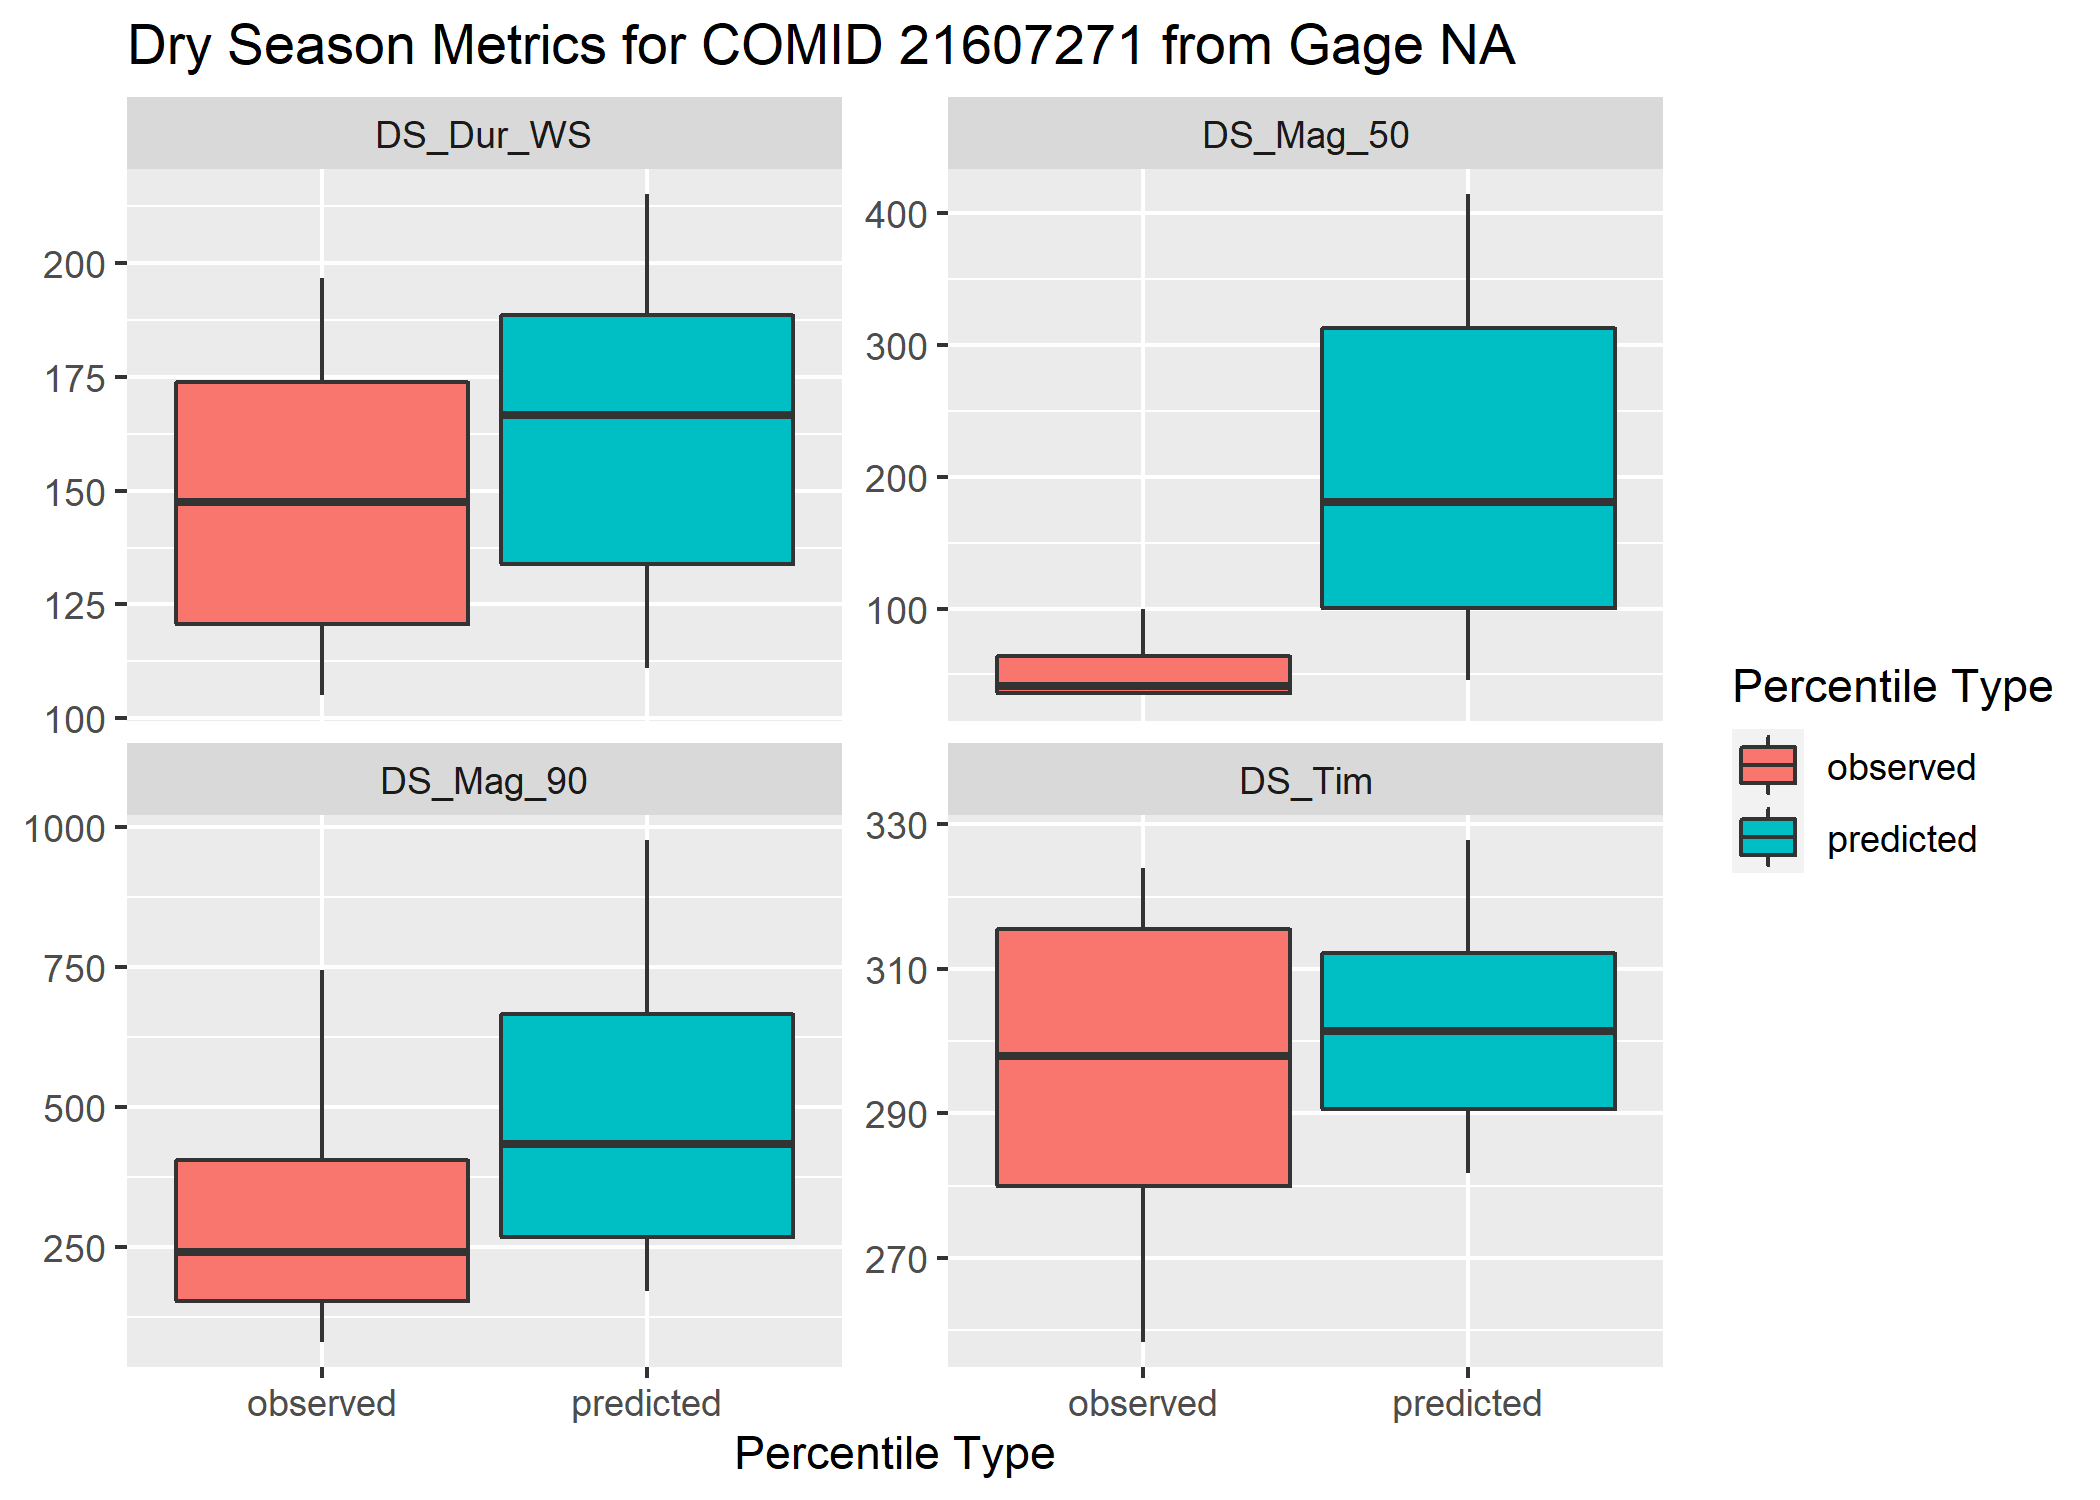 Dry Season Metrics for COMID 21607271 from Gage NA
DS_Dur_WS
200
175
150
125
100
DS_Mag_50
400
300
200
100
DS_Mag_90
1000
750
500
250
observed predicted
DS_Tim
330
310
290
270
observed predicted
Percentile Type
Percentile Type
observed
predicted